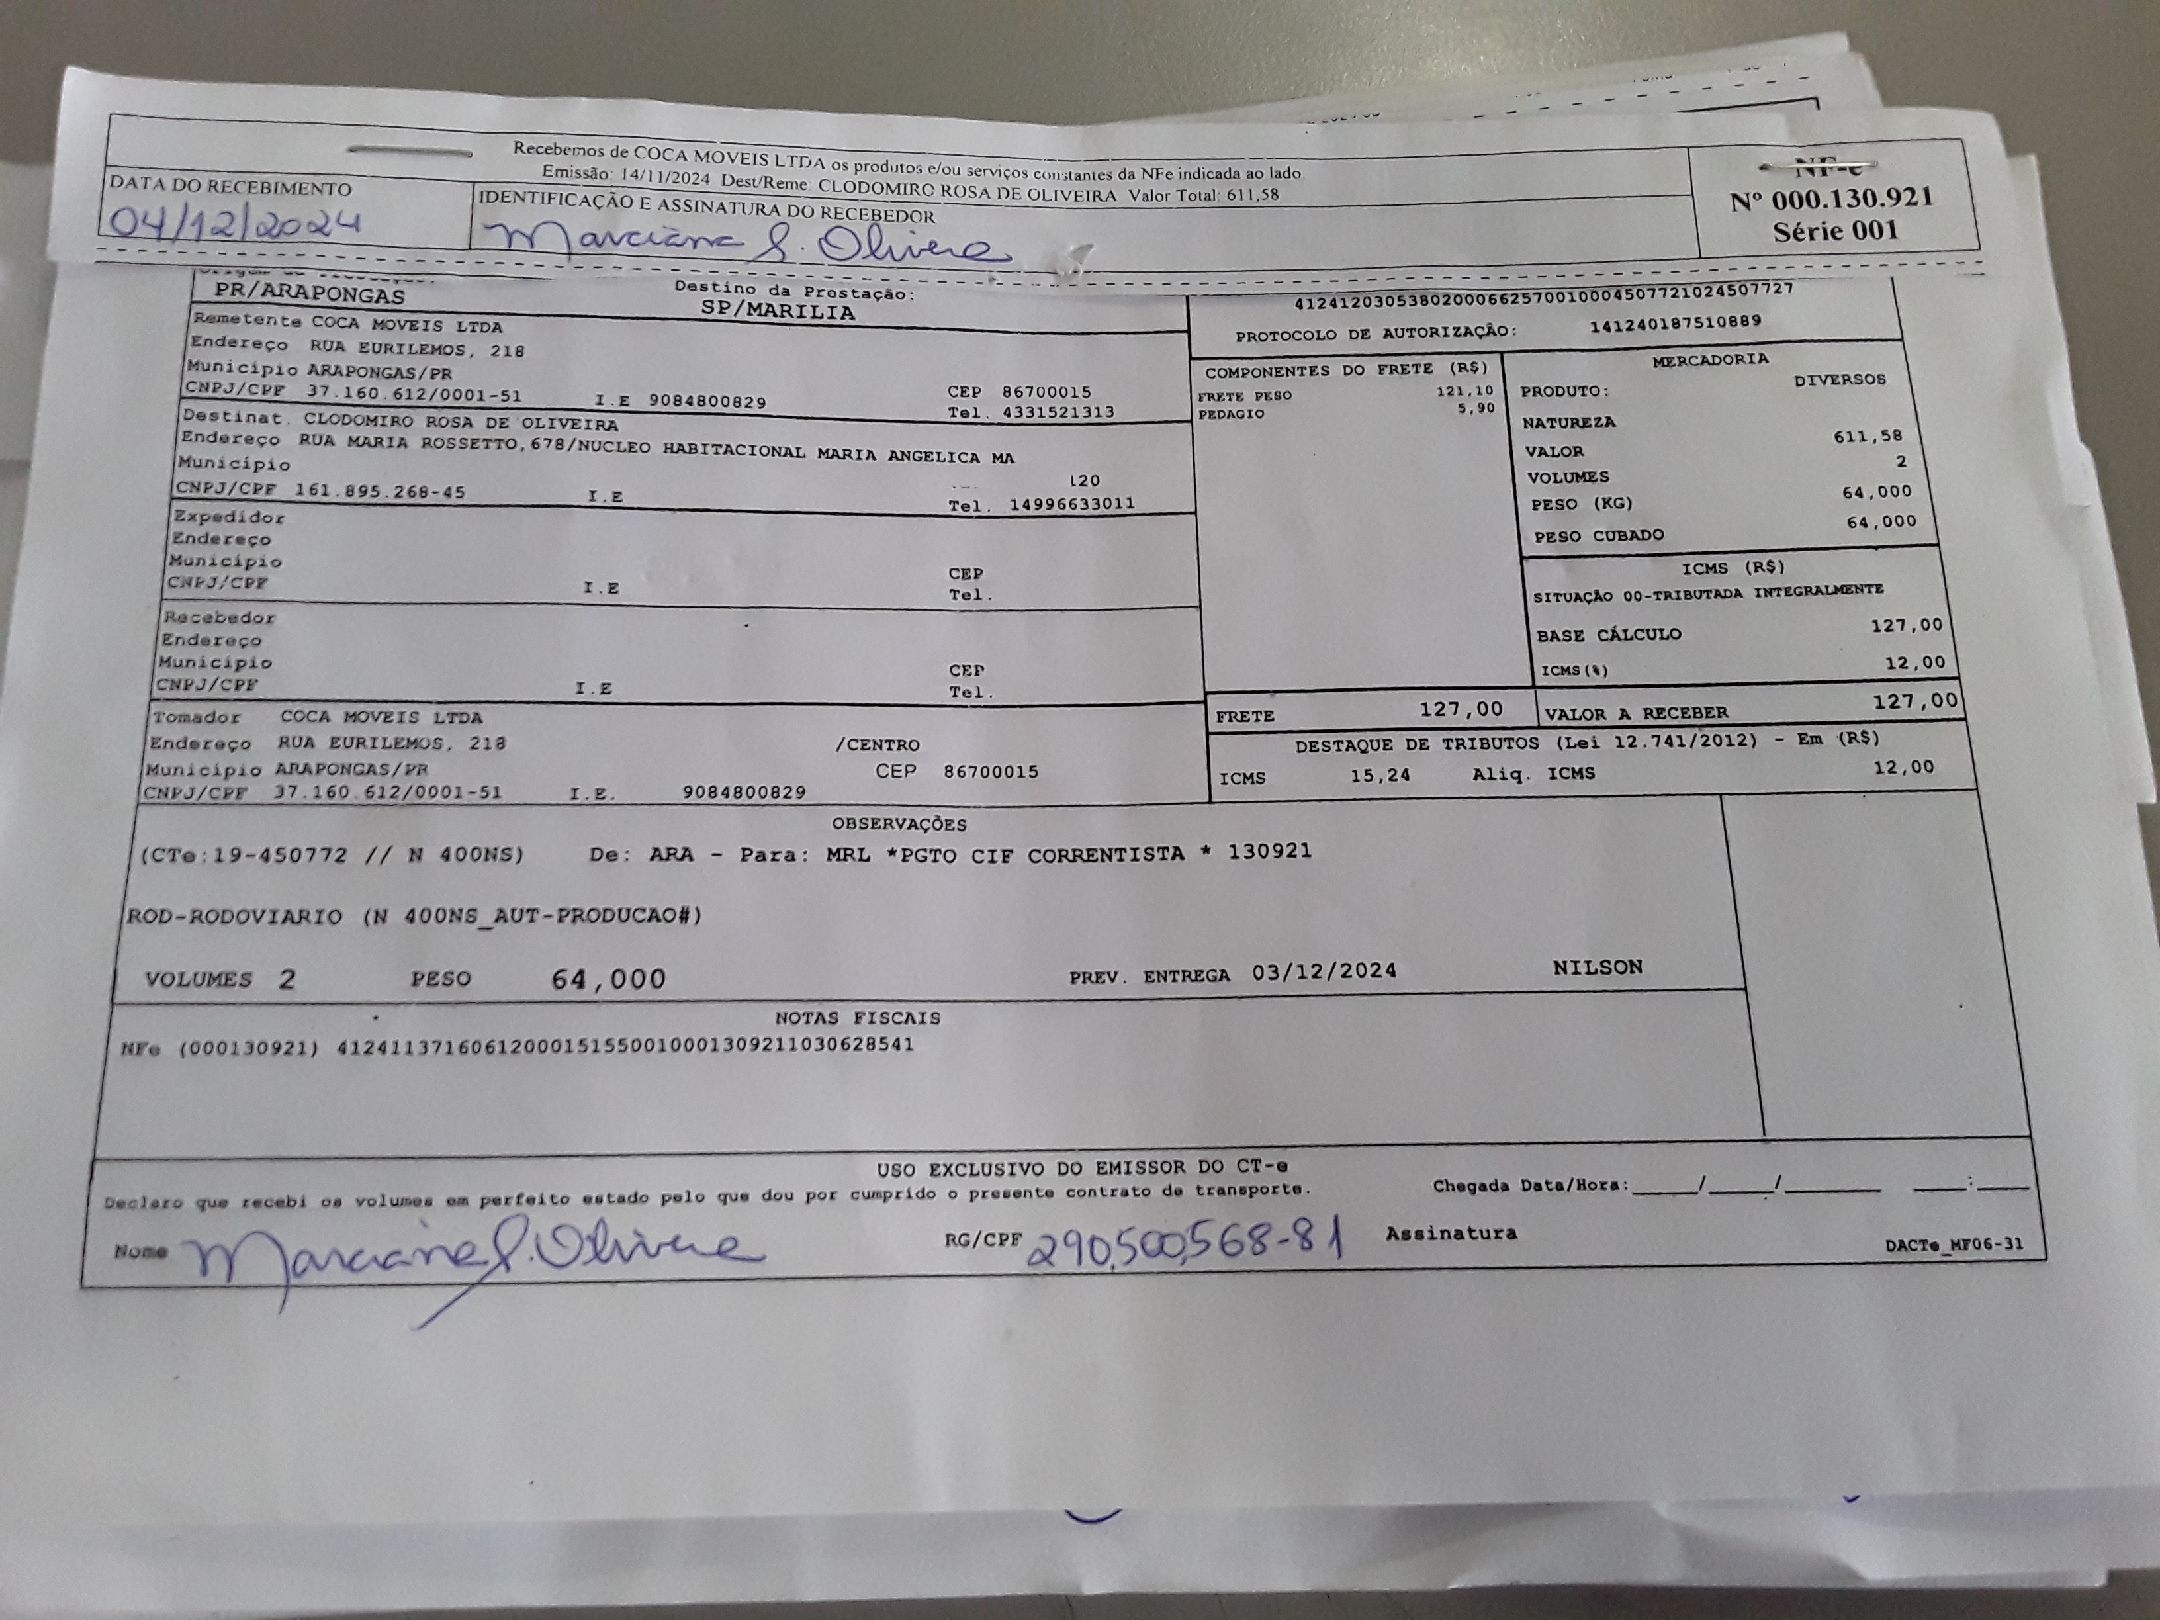 Recebemos de COCA MOVEIS LTDA os produtos e/ou serviços constantes da NFe indicada ao lado
Emissão: 14/11/2024 Dest/Reme: CLODOMIRO ROSA DE OLIVEIRA Valor Total: 611,58
DATA DO RECEBIMENTO
04/12/2024
IDENTIFICAÇÃO E ASSINATURA DO RECEBEDOR
Marciana S. Olivera
NF-e
Nº 000.130.921
Série 001
PR/ARAPONGAS
Destino da Prestação:
SP/MARILIA
41241203053802000662570010004507721024507727
PROTOCOLO DE AUTORIZAÇÃO: 141240187510889
Remetente COCA MOVEIS LTDA
Endereço RUA EURILEMOS, 218
Município ARAPONGAS/PR
CEP 86700015
CNPJ/CPF 37.160.612/0001-51 I.E 9084800829 Tel. 4331521313
Destinat. CLODOMIRO ROSA DE OLIVEIRA
Endereço RUA MARIA ROSSETTO,678/NUCLEO HABITACIONAL MARIA ANGELICA MA
Município 120
CNPJ/CPF 161.895.268-45 I.E Tel. 14996633011
Expedidor
Endereço
Município CEP
CNPJ/CPF I.E Tel.
Recebedor
Endereço
Município CEP
CNPJ/CPF I.E Tel.
Tomador COCA MOVEIS LTDA
Endereço RUA EURILEMOS, 218 /CENTRO
Município ARAPONGAS/PR CEP 86700015
CNPJ/CPF 37.160.612/0001-51 I.E. 9084800829
COMPONENTES DO FRETE (R$)
FRETE PESO 121,10
PEDAGIO 5,90
MERCADORIA
PRODUTO: DIVERSOS
NATUREZA
VALOR 611,58
VOLUMES 2
PESO (KG) 64,000
PESO CUBADO 64,000
ICMS (R$)
SITUAÇÃO 00-TRIBUTADA INTEGRALMENTE
BASE CÁLCULO 127,00
ICMS(%) 12,00
FRETE 127,00 VALOR A RECEBER 127,00
DESTAQUE DE TRIBUTOS (Lei 12.741/2012) - Em (R$)
ICMS 15,24 Aliq. ICMS 12,00
OBSERVAÇÕES
(CTe:19-450772 // N 400NS) De: ARA - Para: MRL *PGTO CIF CORRENTISTA * 130921
ROD-RODOVIARIO (N 400NS_AUT-PRODUCAO#)
VOLUMES 2 PESO 64,000 PREV. ENTREGA 03/12/2024 NILSON
NOTAS FISCAIS
NFe (000130921) 41241137160612000151550010001309211030628541
USO EXCLUSIVO DO EMISSOR DO CT-e
Declaro que recebi os volumes em perfeito estado pelo que dou por cumprido o presente contrato de transporte.
Chegada Data/Hora:____/____/______ ____:____
Nome Marciana S. Olivera RG/CPF 290,500,568-81 Assinatura
DACTe_MF06-31